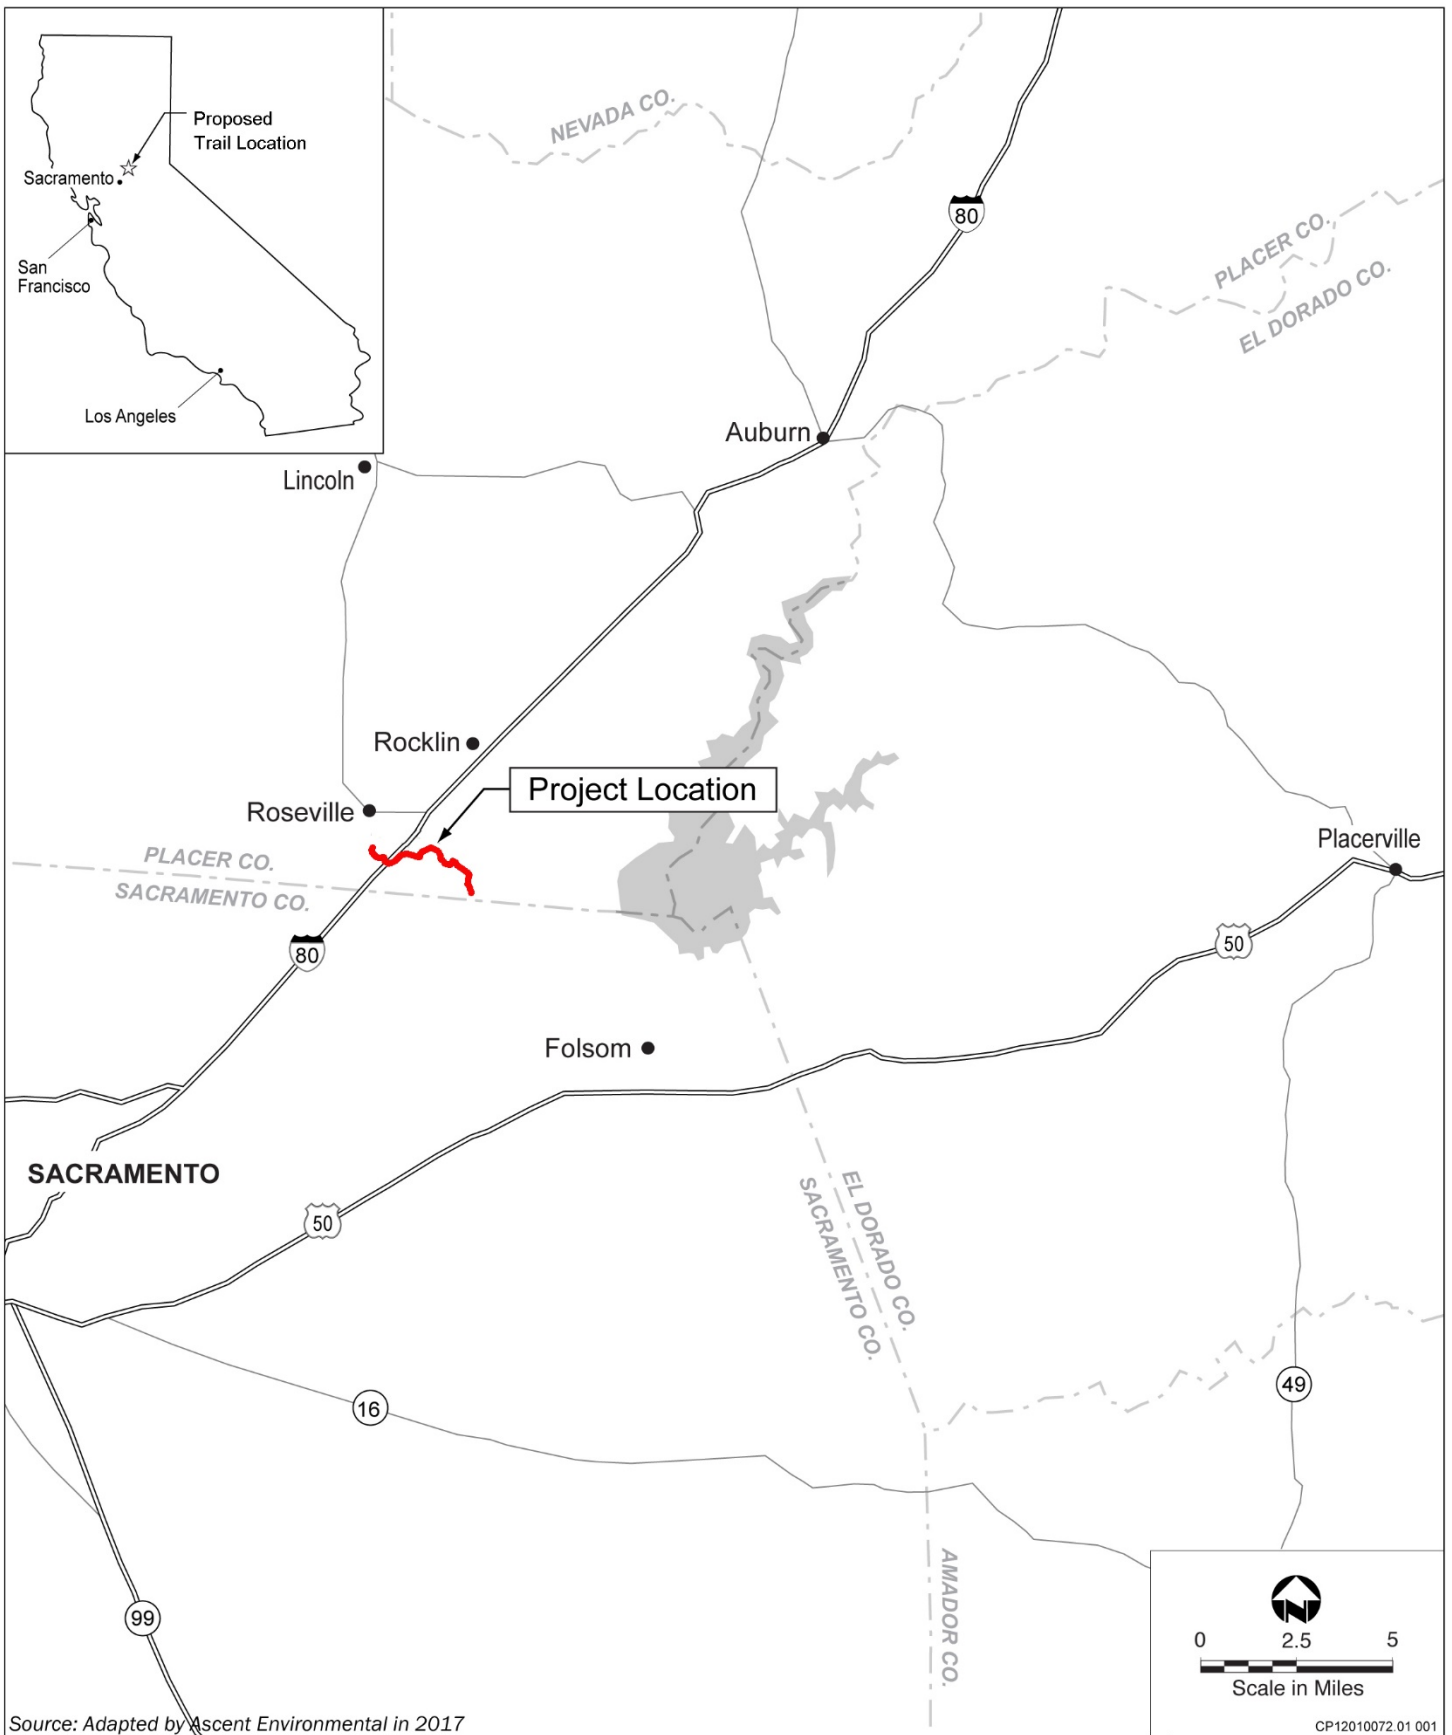 Proposed
Trail Location
Sacramento
San
Francisco
Los Angeles
NEVADA CO.
80
PLACER CO.
EL DORADO CO.
Auburn
Lincoln
Rocklin
Project Location
Roseville
Placerville
PLACER CO.
SACRAMENTO CO.
80
50
Folsom
SACRAMENTO
50
EL DORADO CO.
SACRAMENTO CO.
16
49
99
AMADOR CO.
N
0 2.5 5
Scale in Miles
Source: Adapted by Ascent Environmental in 2017
CP12010072.01 001